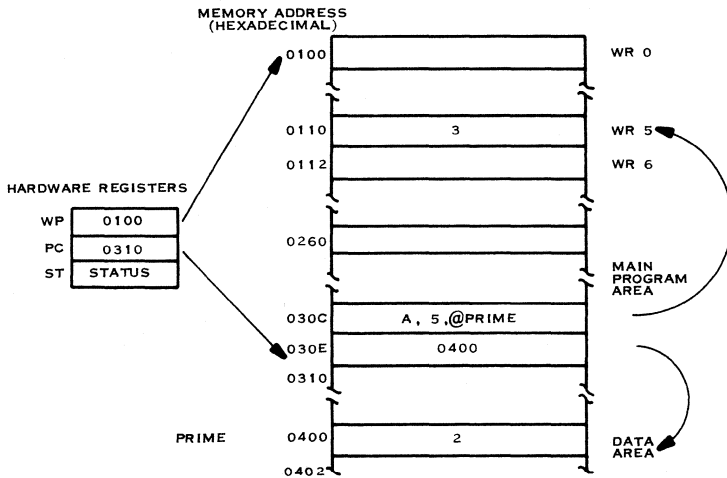 MEMORY ADDRESS
(HEXADECIMAL)
0100 WR 0
0110 3 WR 5
0112 WR 6
HARDWARE REGISTERS
WP 0100
PC 0310
ST STATUS
0260
MAIN
PROGRAM
AREA
030C A, 5,@PRIME
030E 0400
0310
PRIME 0400 2
DATA
AREA
0402